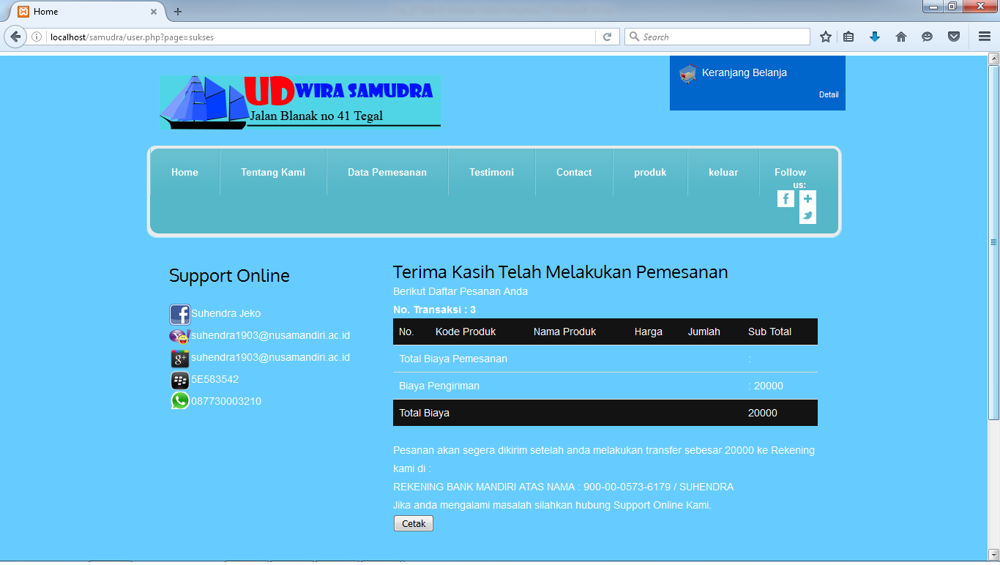 Home
localhost/samudra/user.php?page=sukses
Search
Keranjang Belanja
Detail
UD WIRA SAMUDRA
Jalan Blanak no 41 Tegal
Home Tentang Kami Data Pemesanan Testimoni Contact produk keluar Follow
us:
Support Online
Suhendra Jeko
suhendra1903@nusamandiri.ac.id
suhendra1903@nusamandiri.ac.id
5E583542
087730003210
Terima Kasih Telah Melakukan Pemesanan
Berikut Daftar Pesanan Anda
No. Transaksi : 3
No. Kode Produk Nama Produk Harga Jumlah Sub Total
Total Biaya Pemesanan :
Biaya Pengiriman : 20000
Total Biaya 20000
Pesanan akan segera dikirim setelah anda melakukan transfer sebesar 20000 ke Rekening
kami di :
REKENING BANK MANDIRI ATAS NAMA : 900-00-0573-6179 / SUHENDRA
Jika anda mengalami masalah silahkan hubung Support Online Kami.
Cetak